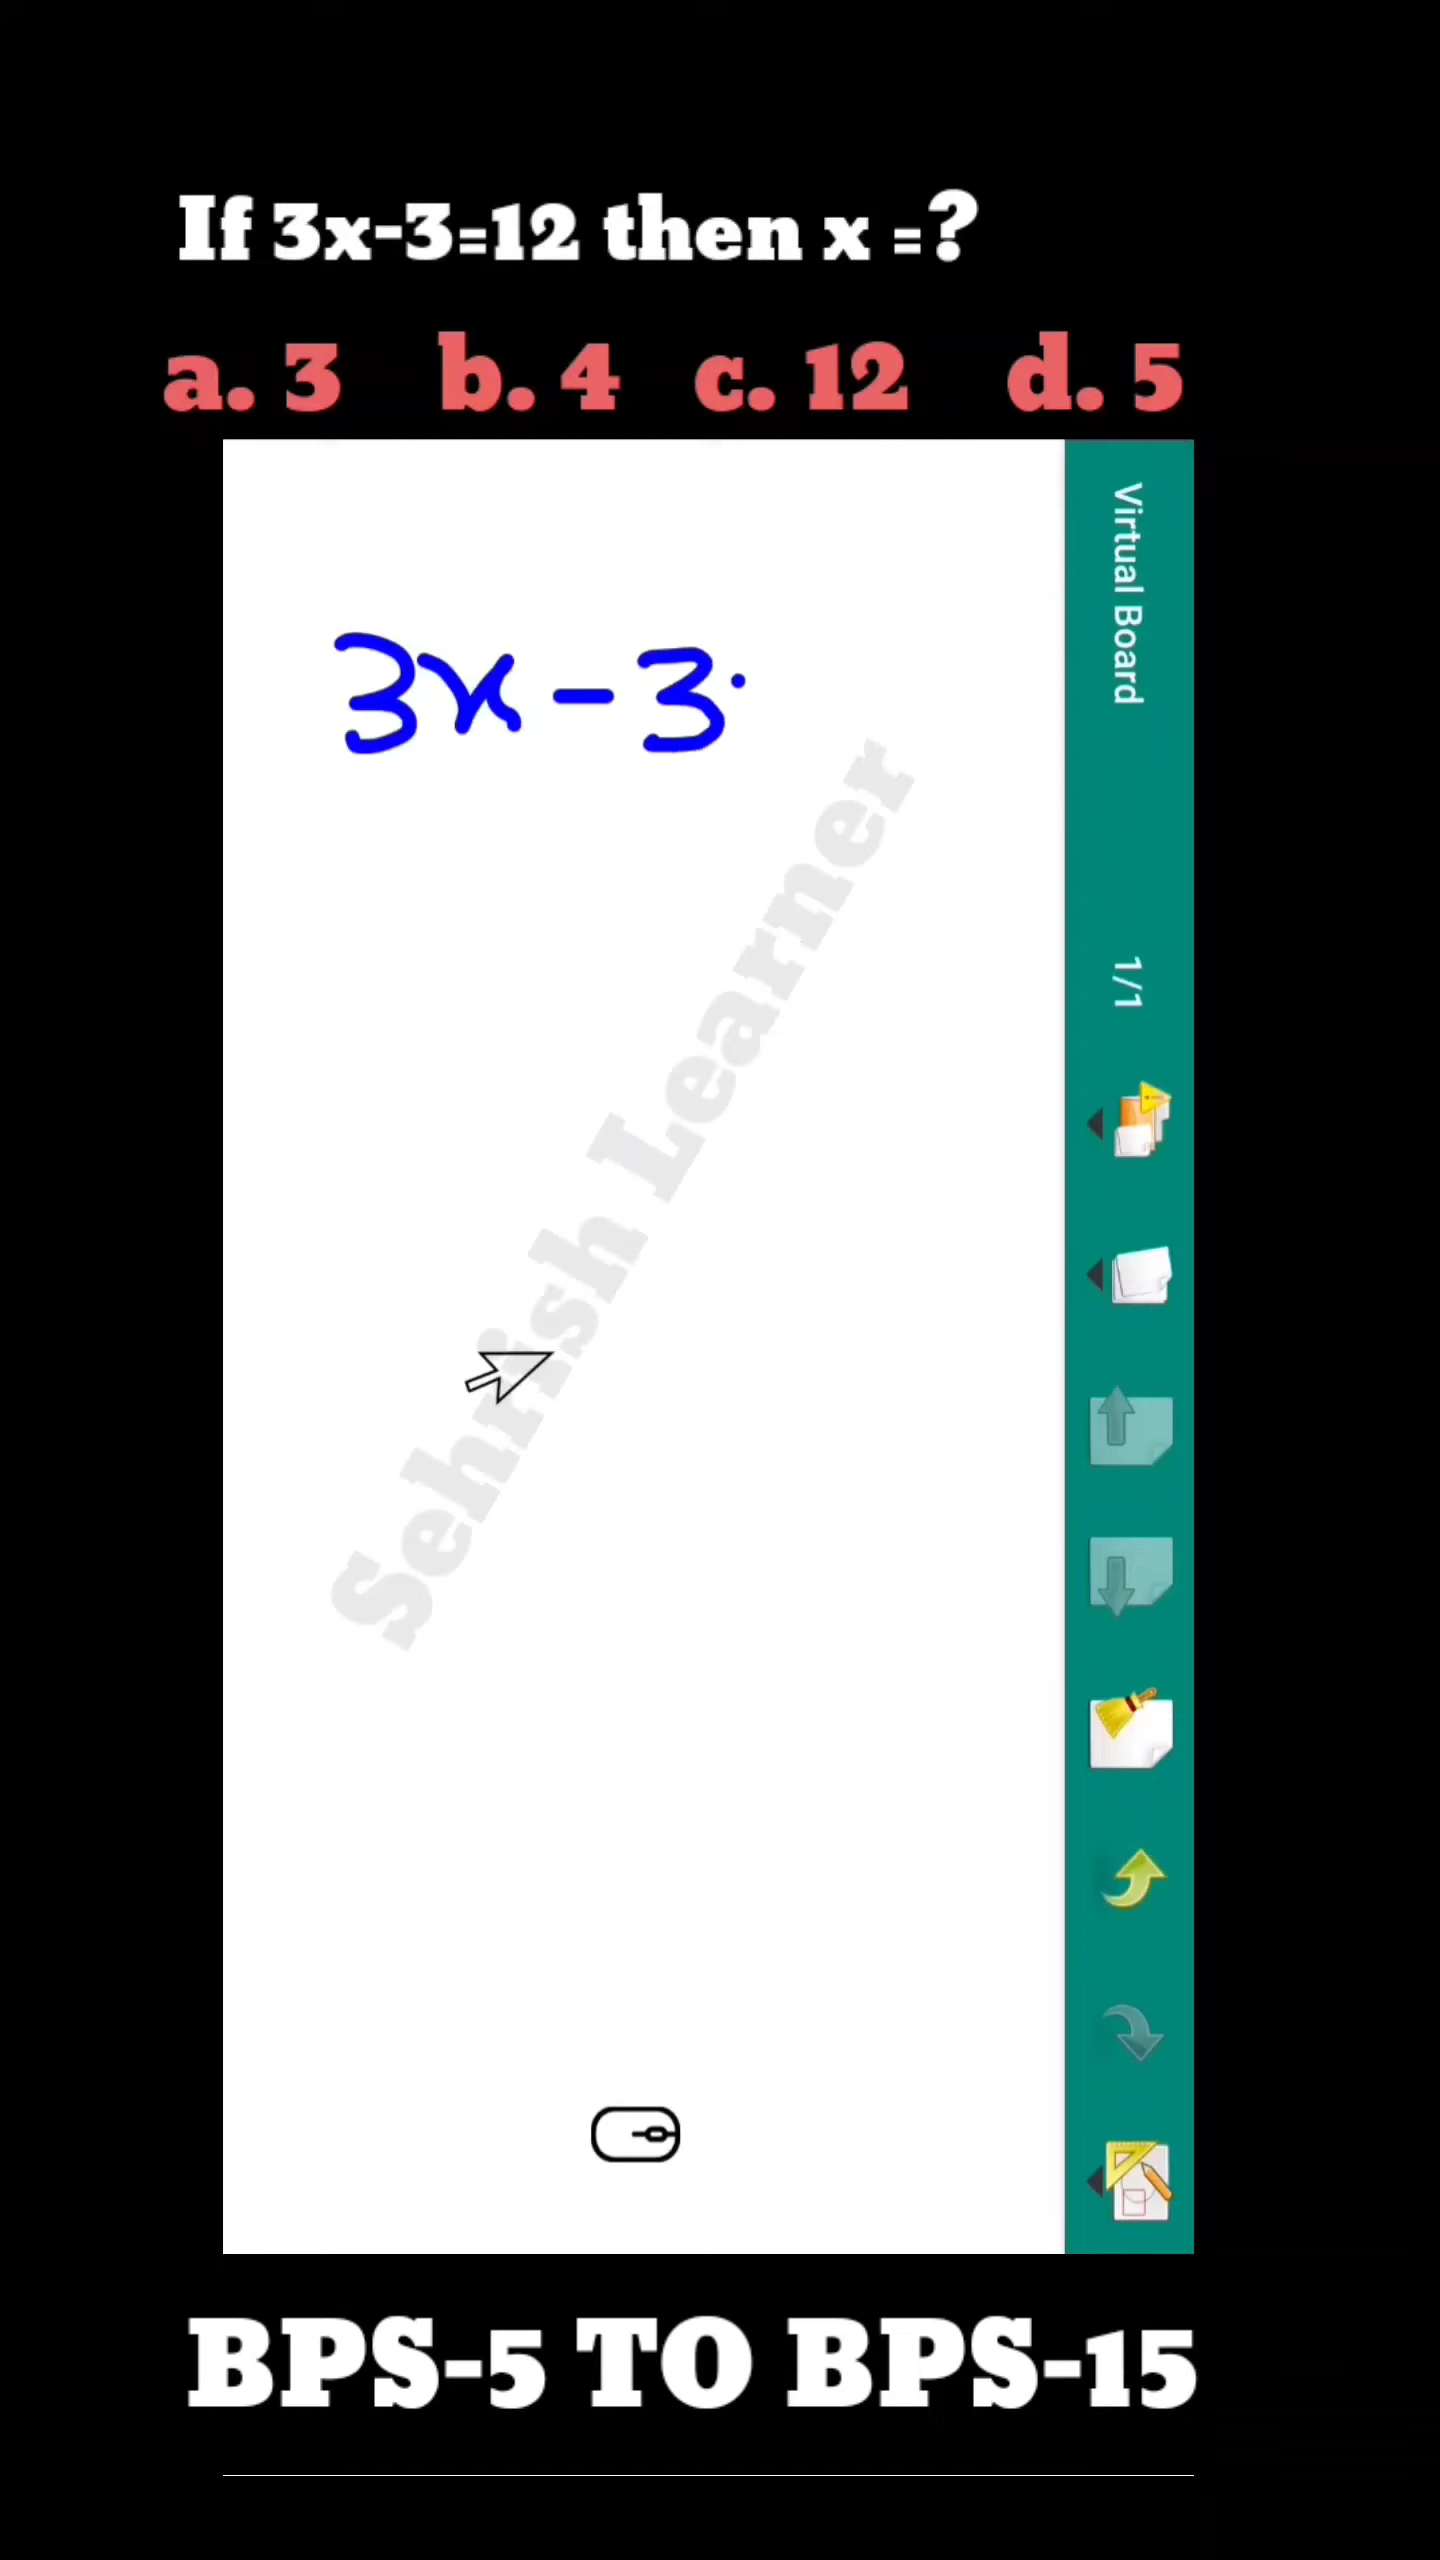 If 3x-3=12 then x =?
a. 3 b. 4 c. 12 d. 5
Virtual Board
1/1
3x-3
Sehrish Learner
BPS-5 TO BPS-15